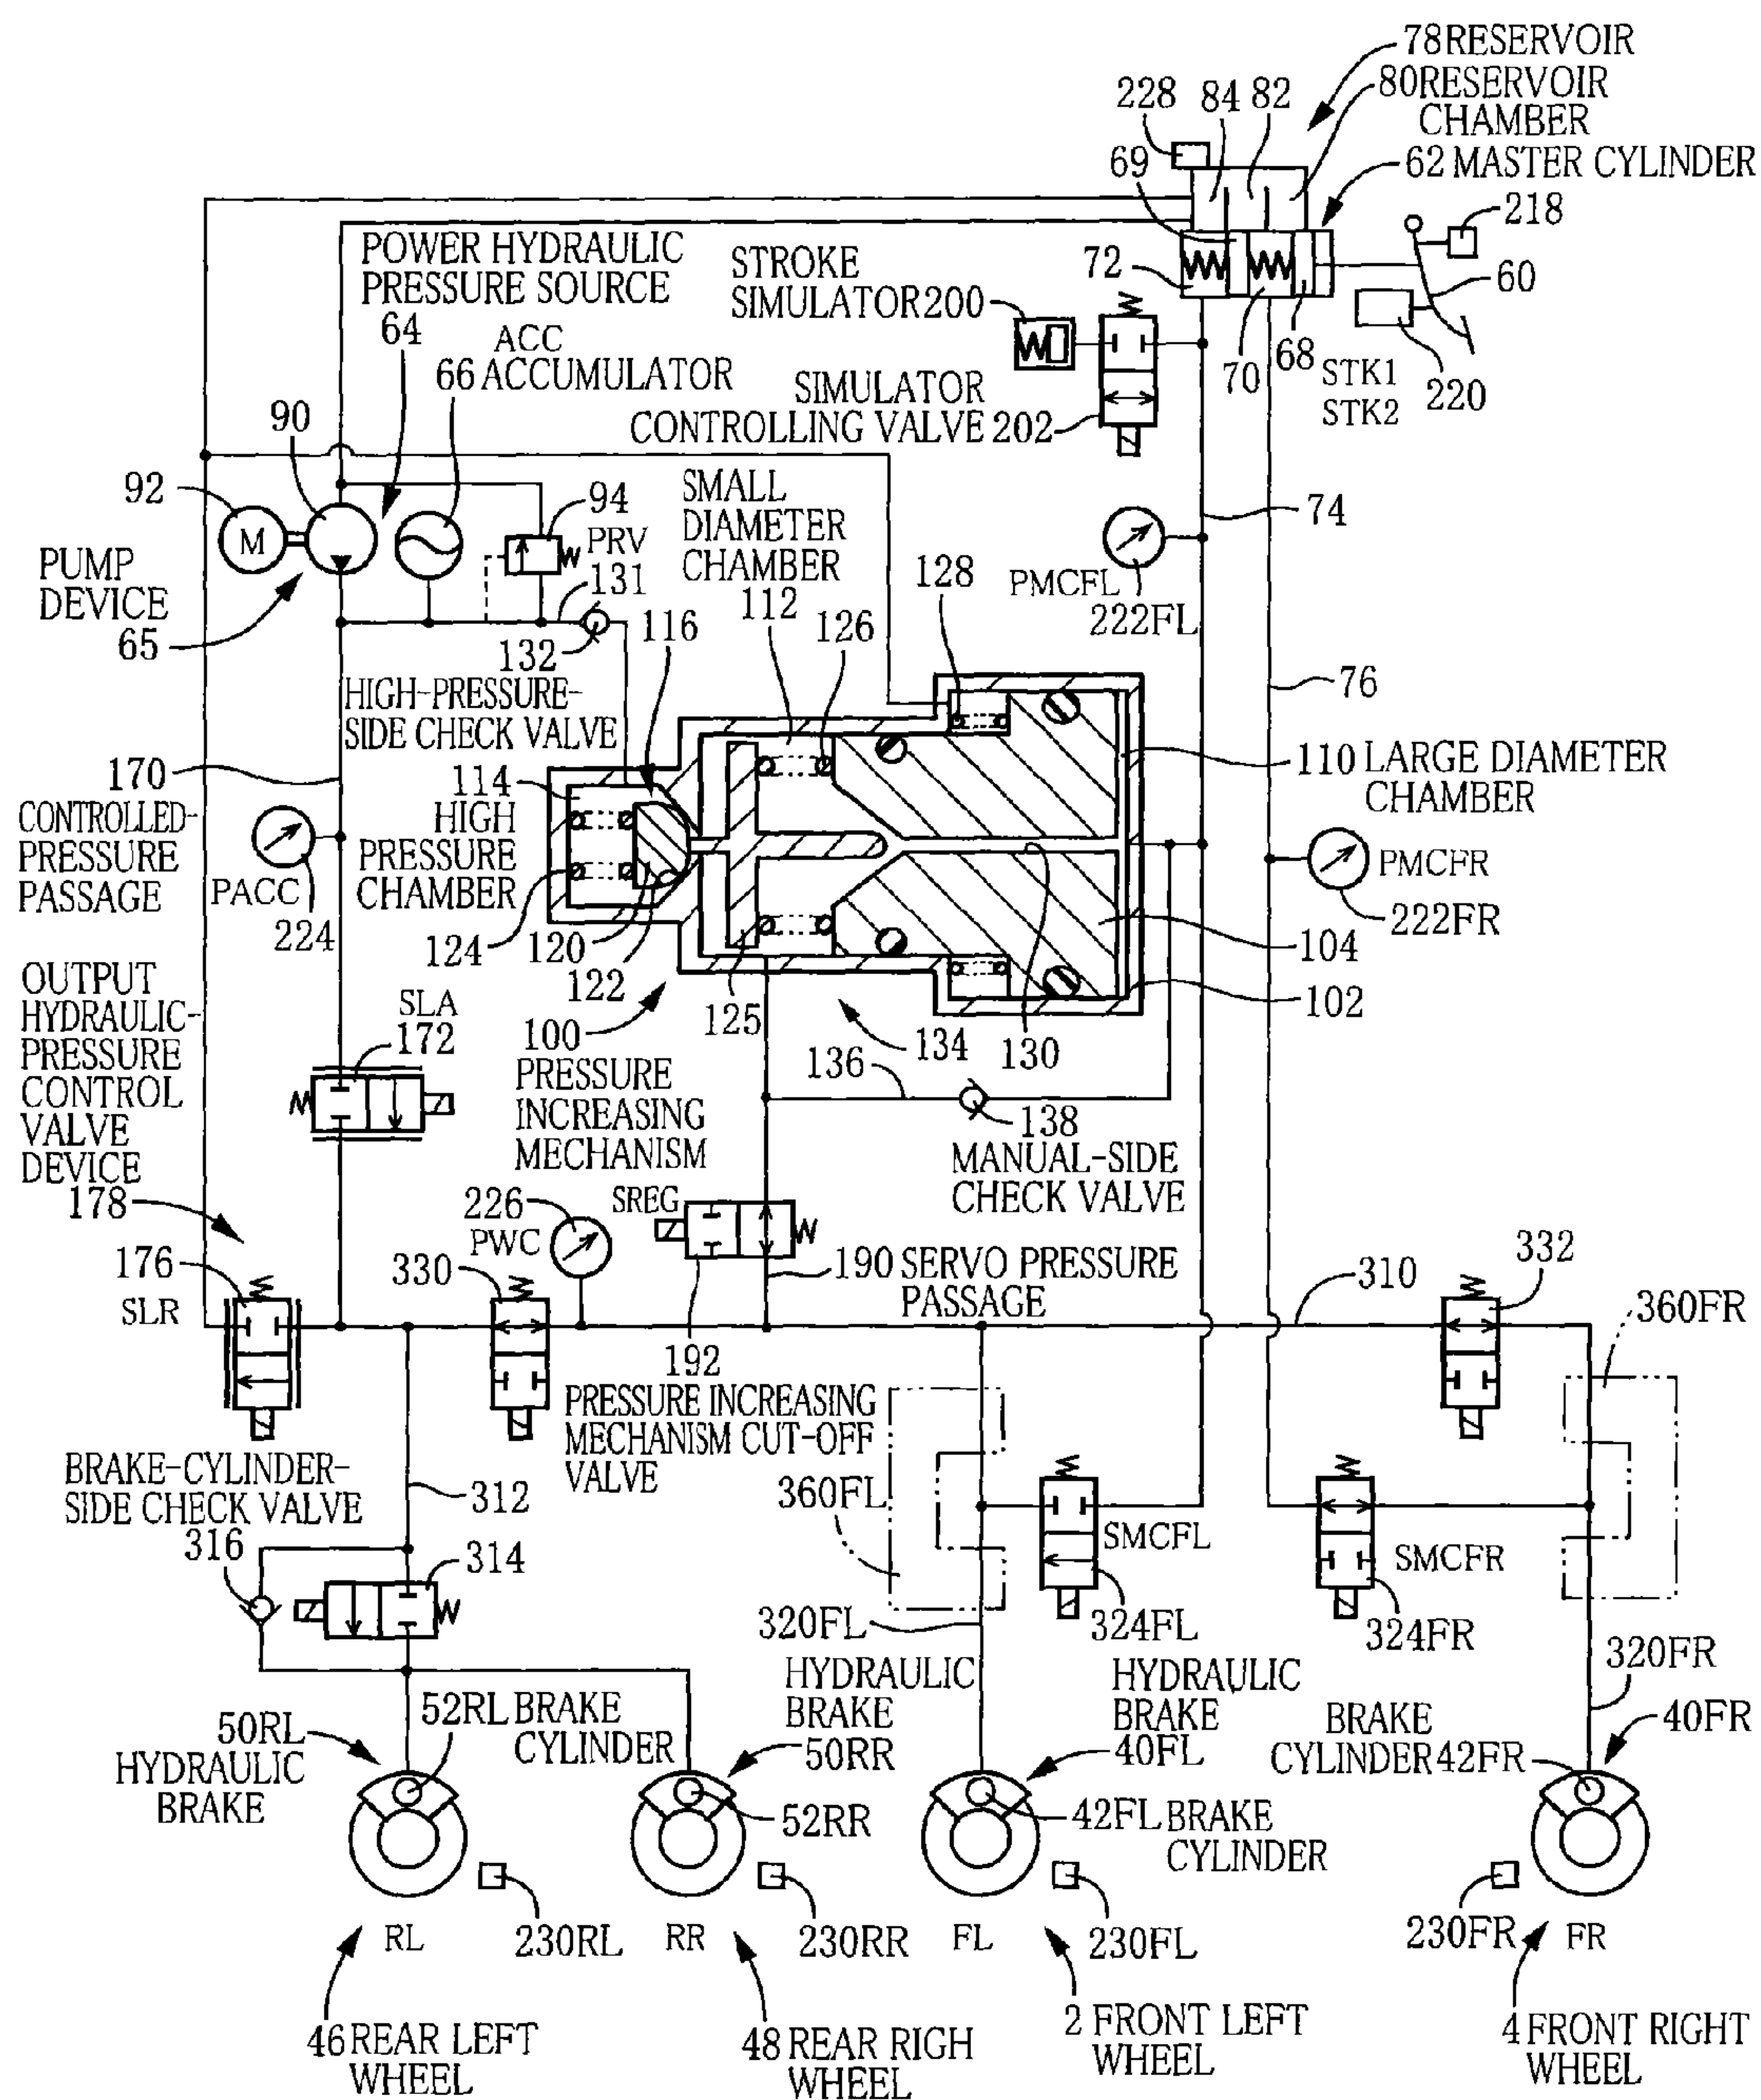 78 RESERVOIR
80 RESERVOIR
CHAMBER
228
84
82
69
62 MASTER CYLINDER
218
POWER HYDRAULIC
PRESSURE SOURCE
64
STROKE
SIMULATOR 200
72
60
ACC
66 ACCUMULATOR
70
68
STK1
STK2
220
SIMULATOR
CONTROLLING VALVE 202
90
92
M
94
PRV
SMALL
DIAMETER
CHAMBER
112
74
PUMP
DEVICE
65
131
132
116
126
128
PMCFL
222FL
HIGH-PRESSURE-
SIDE CHECK VALVE
76
170
CONTROLLED-
PRESSURE
PASSAGE
114
HIGH
PRESSURE
CHAMBER
110 LARGE DIAMETER
CHAMBER
PACC
224
PMCFR
222FR
124
120
122
125
104
102
OUTPUT
HYDRAULIC-
PRESSURE
CONTROL
VALVE
DEVICE
178
SLA
172
100
PRESSURE
INCREASING
MECHANISM
134
130
136
138
MANUAL-SIDE
CHECK VALVE
226
PWC
SREG
176
SLR
330
190 SERVO PRESSURE
PASSAGE
310
332
360FR
192
PRESSURE INCREASING
MECHANISM CUT-OFF
VALVE
BRAKE-CYLINDER-
SIDE CHECK VALVE
316
312
314
360FL
SMCFL
SMCFR
320FL
324FL
324FR
320FR
50RL
HYDRAULIC
BRAKE
52RL BRAKE
CYLINDER
HYDRAULIC
BRAKE
50RR
HYDRAULIC
BRAKE
40FL
BRAKE
CYLINDER 42FR
40FR
52RR
42FL BRAKE
CYLINDER
RL
230RL
RR
230RR
FL
230FL
230FR
FR
46 REAR LEFT
WHEEL
48 REAR RIGH
WHEEL
2 FRONT LEFT
WHEEL
4 FRONT RIGHT
WHEEL